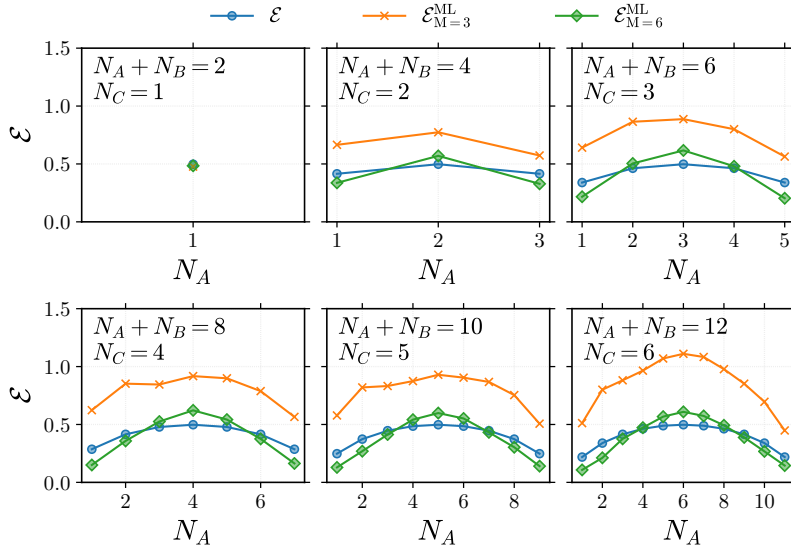 ℰ ℰ^ML_M=3 ℰ^ML_M=6
N_A + N_B = 2
N_C = 1
N_A + N_B = 4
N_C = 2
N_A + N_B = 6
N_C = 3
1.5
1.0
0.5
0.0
ℰ
1
1 2 3
1 2 3 4 5
N_A N_A N_A
N_A + N_B = 8
N_C = 4
N_A + N_B = 10
N_C = 5
N_A + N_B = 12
N_C = 6
1.5
1.0
0.5
0.0
ℰ
2 4 6
2 4 6 8
2 4 6 8 10
N_A N_A N_A